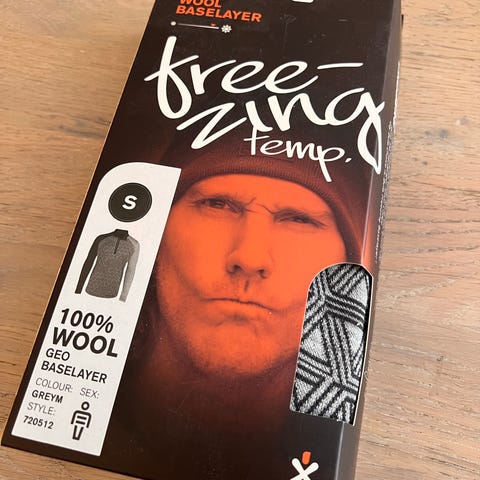 WOOL
BASELAYER
free-
zing
temp.
S
100%
WOOL
GEO
BASELAYER
COLOUR: SEX:
GREYM
STYLE:
720512